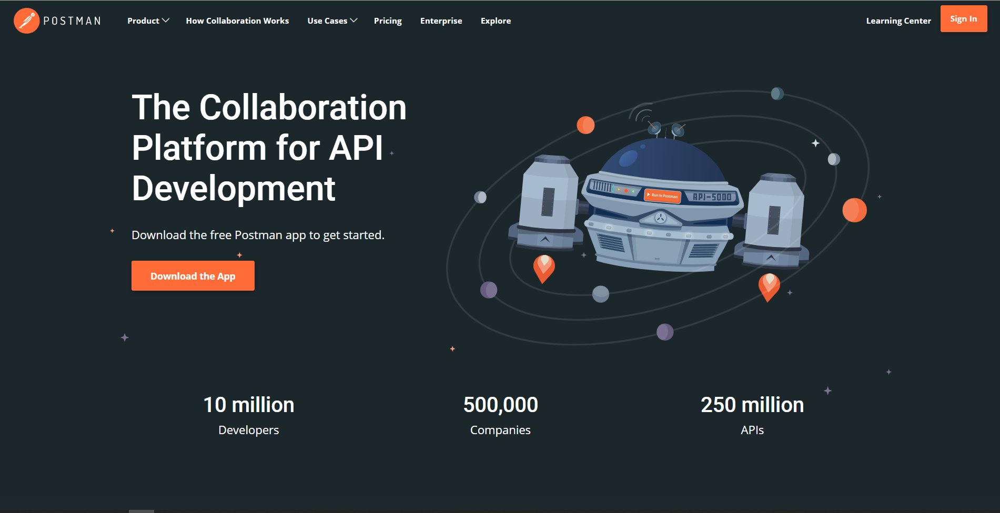 POSTMAN
Product
How Collaboration Works
Use Cases
Pricing
Enterprise
Explore
Learning Center
Sign In
The Collaboration
Platform for API
Development
Download the free Postman app to get started.
Download the App
Run in Postman
API-5000
10 million
Developers
500,000
Companies
250 million
APIs